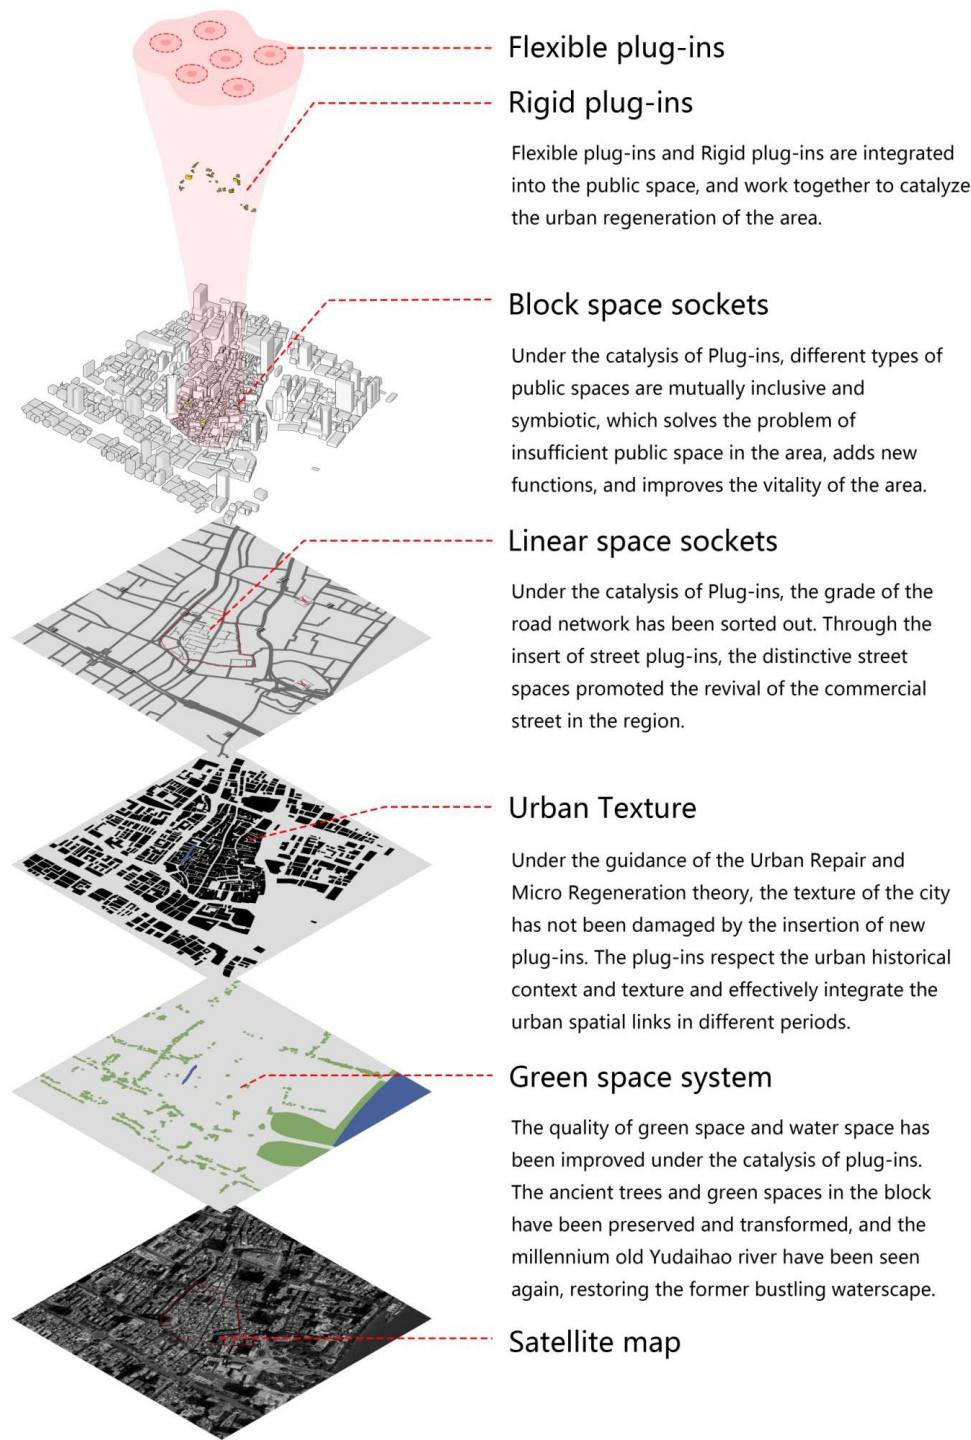 Flexible plug-ins
Rigid plug-ins
Flexible plug-ins and Rigid plug-ins are integrated
into the public space, and work together to catalyze
the urban regeneration of the area.
Block space sockets
Under the catalysis of Plug-ins, different types of
public spaces are mutually inclusive and
symbiotic, which solves the problem of
insufficient public space in the area, adds new
functions, and improves the vitality of the area.
Linear space sockets
Under the catalysis of Plug-ins, the grade of the
road network has been sorted out. Through the
insert of street plug-ins, the distinctive street
spaces promoted the revival of the commercial
street in the region.
Urban Texture
Under the guidance of the Urban Repair and
Micro Regeneration theory, the texture of the city
has not been damaged by the insertion of new
plug-ins. The plug-ins respect the urban historical
context and texture and effectively integrate the
urban spatial links in different periods.
Green space system
The quality of green space and water space has
been improved under the catalysis of plug-ins.
The ancient trees and green spaces in the block
have been preserved and transformed, and the
millennium old Yudaihao river have been seen
again, restoring the former bustling waterscape.
Satellite map